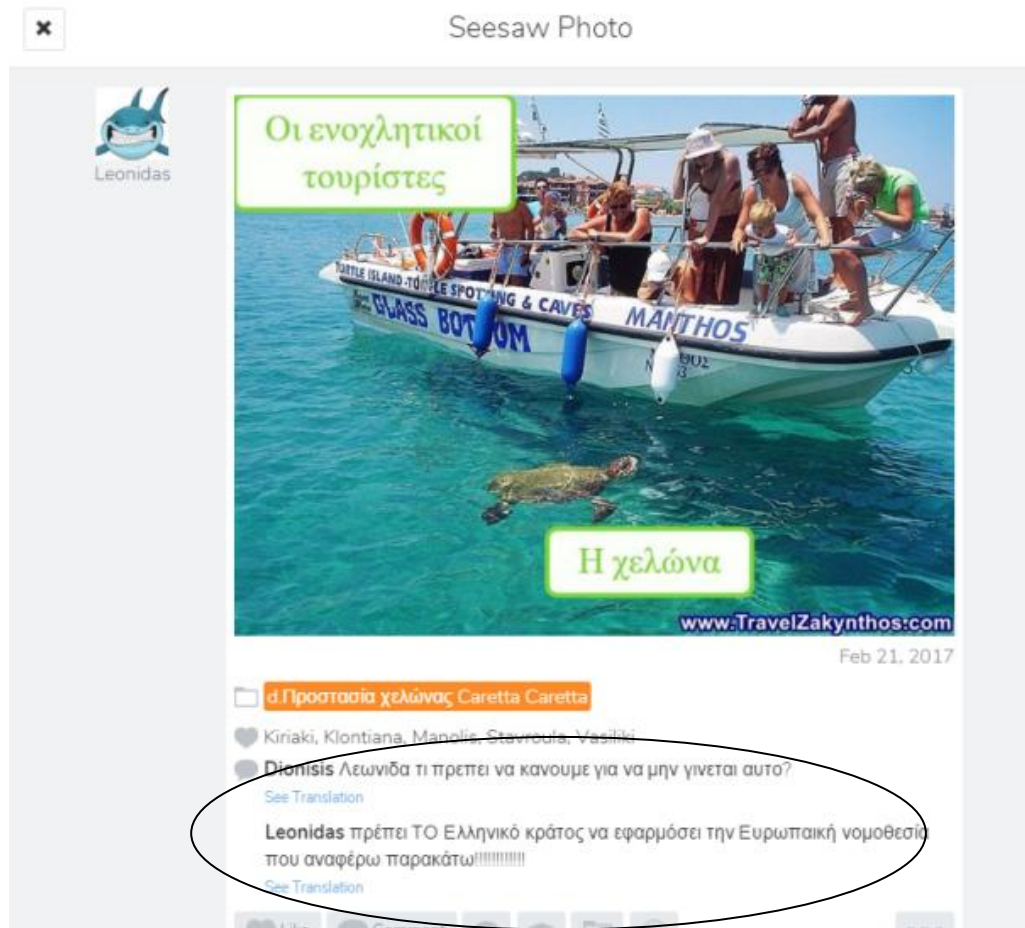 Seesaw Photo
Leonidas
Οι ενοχλητικοί
τουρίστες
TURTLE ISLAND -TURTLE SPOTTING & CAVES
GLASS BOTTOM
MANTHOS
Η χελώνα
www.TravelZakynthos.com
Feb 21, 2017
d.Προστασία χελώνας Caretta Caretta
Kiriaki, Klontiana, Manolis, Stavroula, Vasiliki
Dionisis Λεωνιδα τι πρεπει να κανουμε για να μην γινεται αυτο?
See Translation
Leonidas πρέπει ΤΟ Ελληνικό κράτος να εφαρμόσει την Ευρωπαική νομοθεσία
που αναφέρω παρακάτω!!!!!!!!!!!!
See Translation
Like Comment